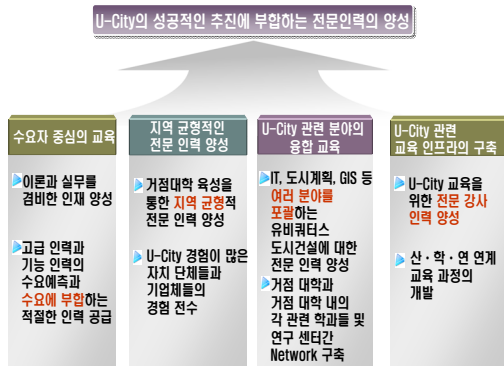 U-City의 성공적인 추진에 부합하는 전문인력의 양성
수요자 중심의 교육
이론과 실무를
겸비한 인재 양성
고급 인력과
기능 인력의
수요예측과
수요에 부합하는
적절한 인력 공급
지역 균형적인
전문 인력 양성
거점대학 육성을
통한 지역 균형적
전문 인력 양성
U-City 경험이 많은
자치 단체들과
기업체들의
경험 전수
U-City 관련 분야의
융합 교육
IT, 도시계획, GIS 등
여러 분야를
포괄하는
유비쿼터스
도시건설에 대한
전문 인력 양성
거점 대학과
거점 대학 내의
각 관련 학과들 및
연구 센터간
Network 구축
U-City 관련
교육 인프라의 구축
U-City 교육을
위한 전문 강사
인력 양성
산·학·연 연계
교육 과정의
개발